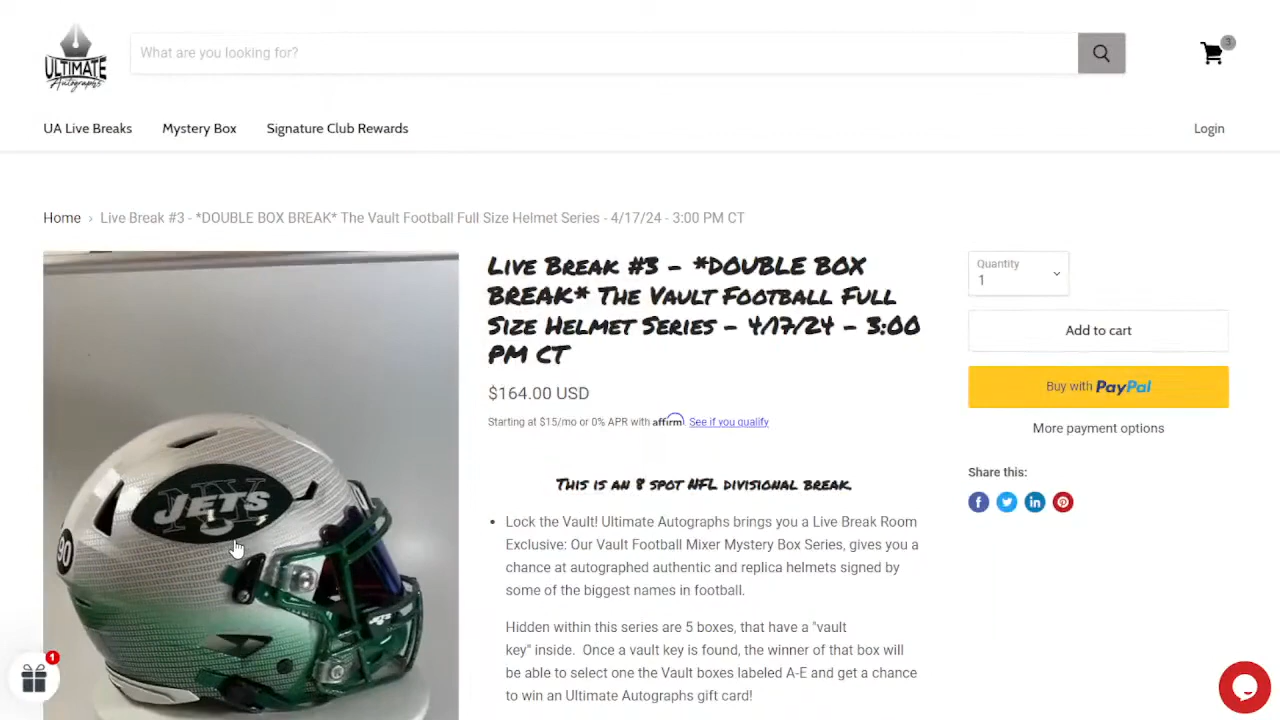 ULTIMATE
Autographs
What are you looking for?
3
UA Live Breaks
Mystery Box
Signature Club Rewards
Login
Home › Live Break #3 - *DOUBLE BOX BREAK* The Vault Football Full Size Helmet Series - 4/17/24 - 3:00 PM CT
Live Break #3 - *DOUBLE BOX
BREAK* The Vault Football Full
Size Helmet Series - 4/17/24 - 3:00
PM CT
$164.00 USD
Starting at $15/mo or 0% APR with affirm. See if you qualify
This is an 8 spot NFL divisional break.
• Lock the Vault! Ultimate Autographs brings you a Live Break Room
Exclusive: Our Vault Football Mixer Mystery Box Series, gives you a
chance at autographed authentic and replica helmets signed by
some of the biggest names in football.
Hidden within this series are 5 boxes, that have a "vault
key" inside. Once a vault key is found, the winner of that box will
be able to select one the Vault boxes labeled A-E and get a chance
to win an Ultimate Autographs gift card!
Quantity
1
Add to cart
Buy with PayPal
More payment options
Share this:
NY
JETS
90
1